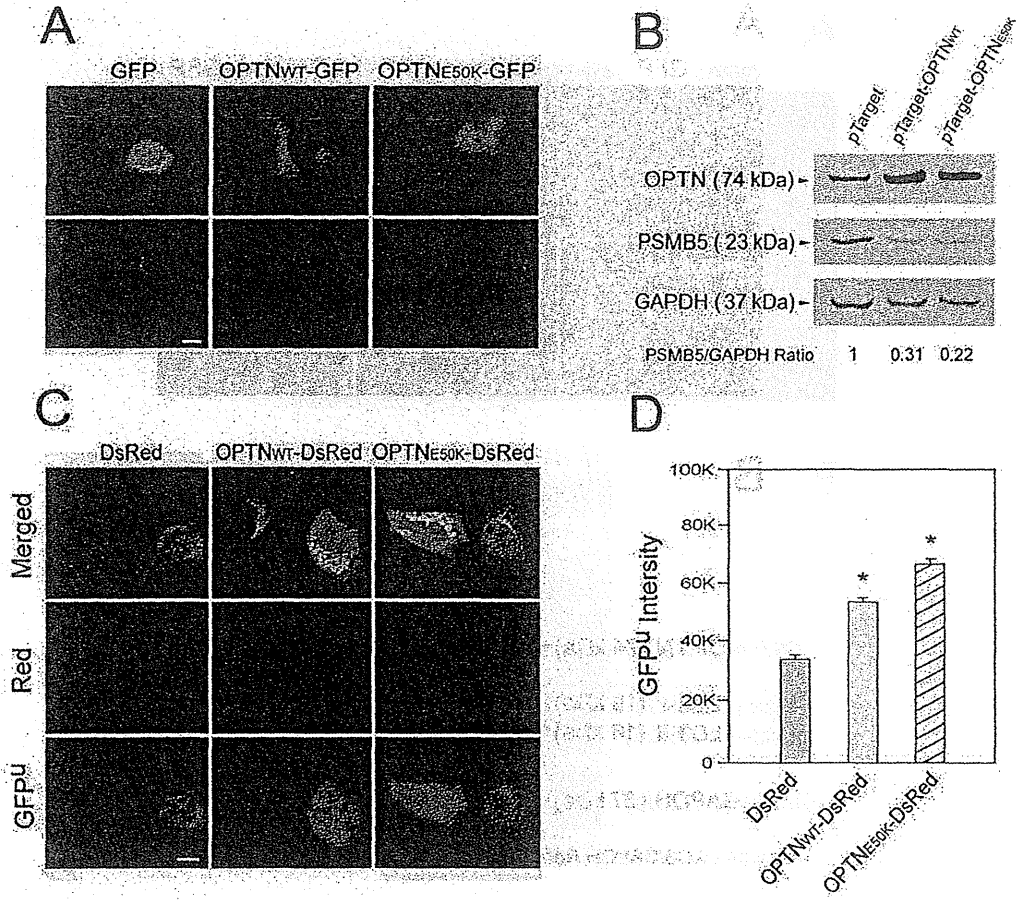 A
GFP OPTNWT-GFP OPTNE50K-GFP
B
pTarget
pTarget-OPTNWT
pTarget-OPTNE50K
OPTN (74 kDa)
PSMB5 ( 23 kDa)
GAPDH (37 kDa)
PSMB5/GAPDH Ratio 1 0.31 0.22
C
DsRed OPTNWT-DsRed OPTNE50K-DsRed
Merged
Red
GFPu
D
100K
80K
60K
40K
20K
0
GFPu Intersity
* *
DsRed
OPTNWT-DsRed
OPTNE50K-DsRed